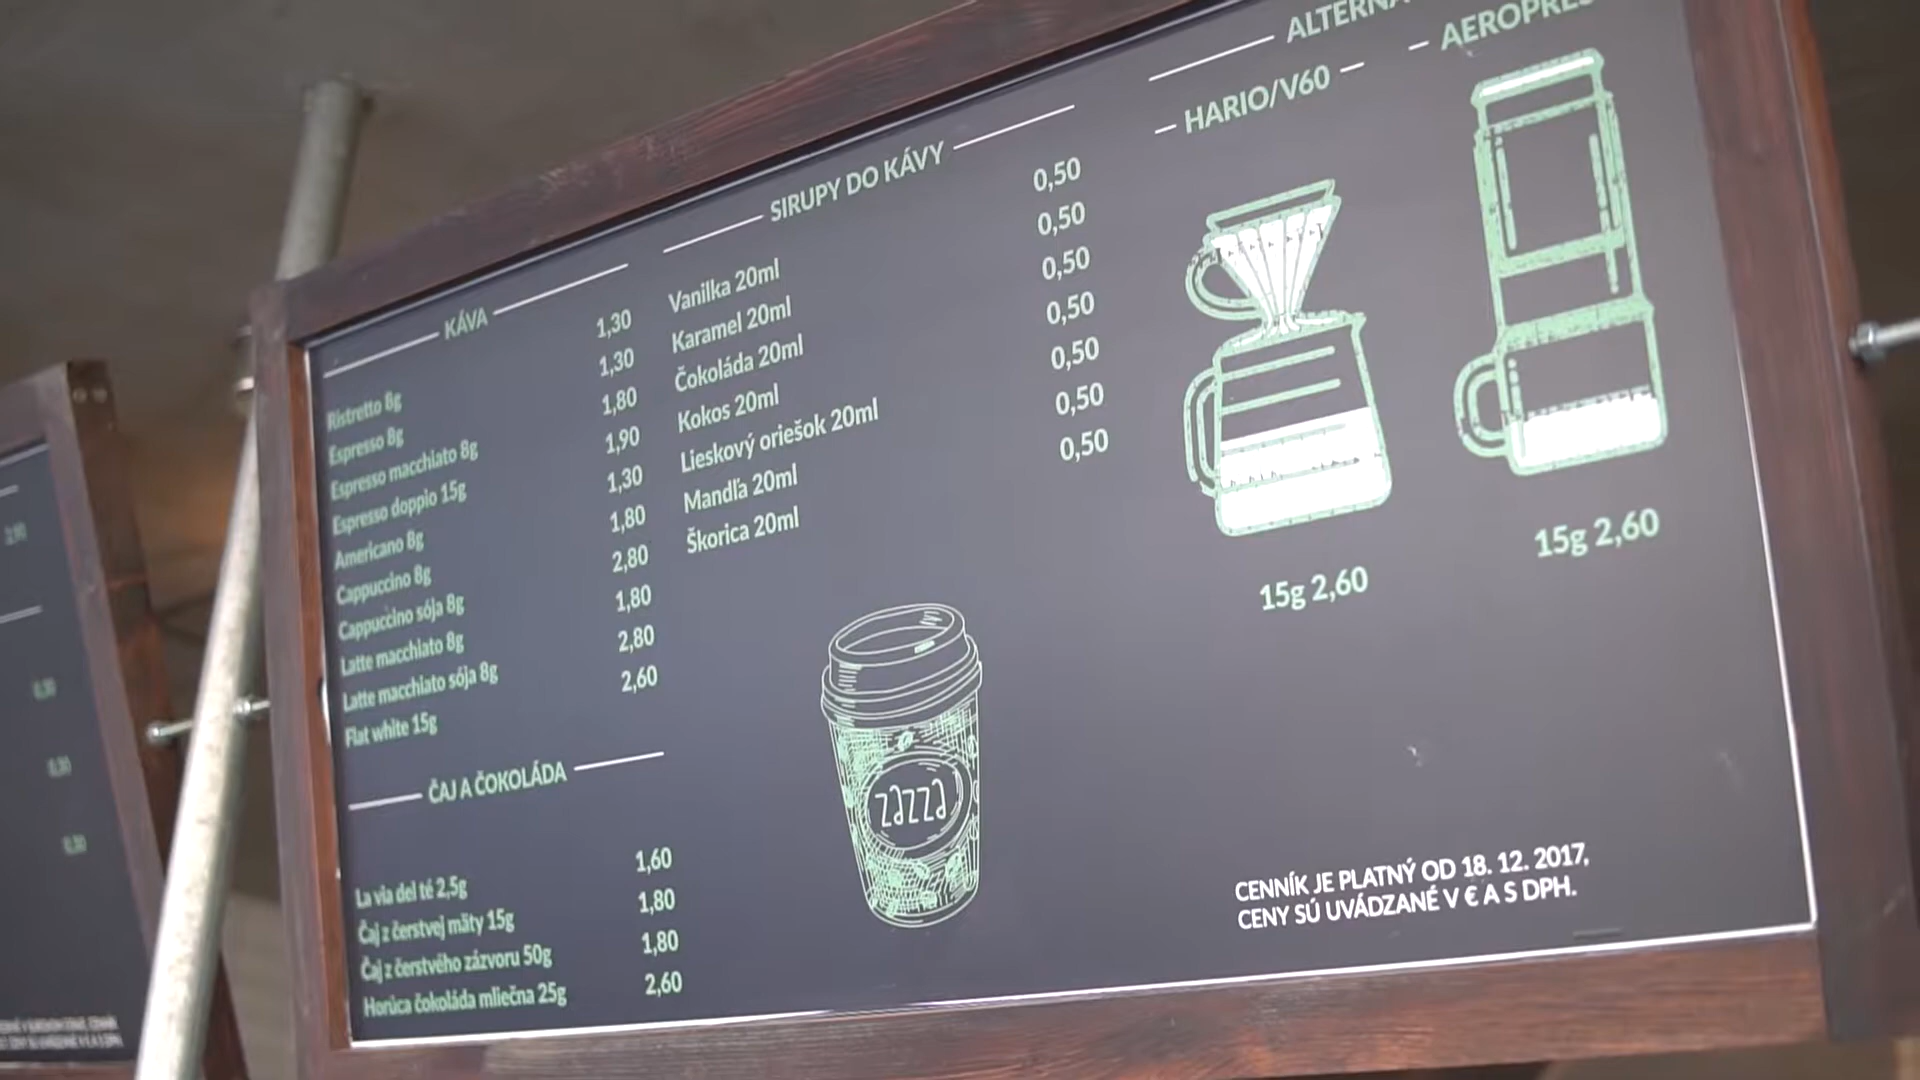 KÁVA
Ristretto 8g 1,30
Espresso 8g 1,30
Espresso macchiato 8g 1,80
Espresso doppio 15g 1,90
Americano 8g 1,30
Cappuccino 8g 1,80
Cappuccino sója 8g 2,80
Latte macchiato 8g 1,80
Latte macchiato sója 8g 2,80
Flat white 15g 2,60
ČAJ A ČOKOLÁDA
La via del té 2,5g 1,60
Čaj z čerstvej mäty 15g 1,80
Čaj z čerstvého zázvoru 50g 1,80
Horúca čokoláda mliečna 25g 2,60
SIRUPY DO KÁVY
Vanilka 20ml 0,50
Karamel 20ml 0,50
Čokoláda 20ml 0,50
Kokos 20ml 0,50
Lieskový oriešok 20ml 0,50
Mandľa 20ml 0,50
Škorica 20ml 0,50
zazza
ALTERNA
HARIO/V60
15g 2,60
AEROPRES
15g 2,60
CENNÍK JE PLATNÝ OD 18. 12. 2017,
CENY SÚ UVÁDZANÉ V € A S DPH.